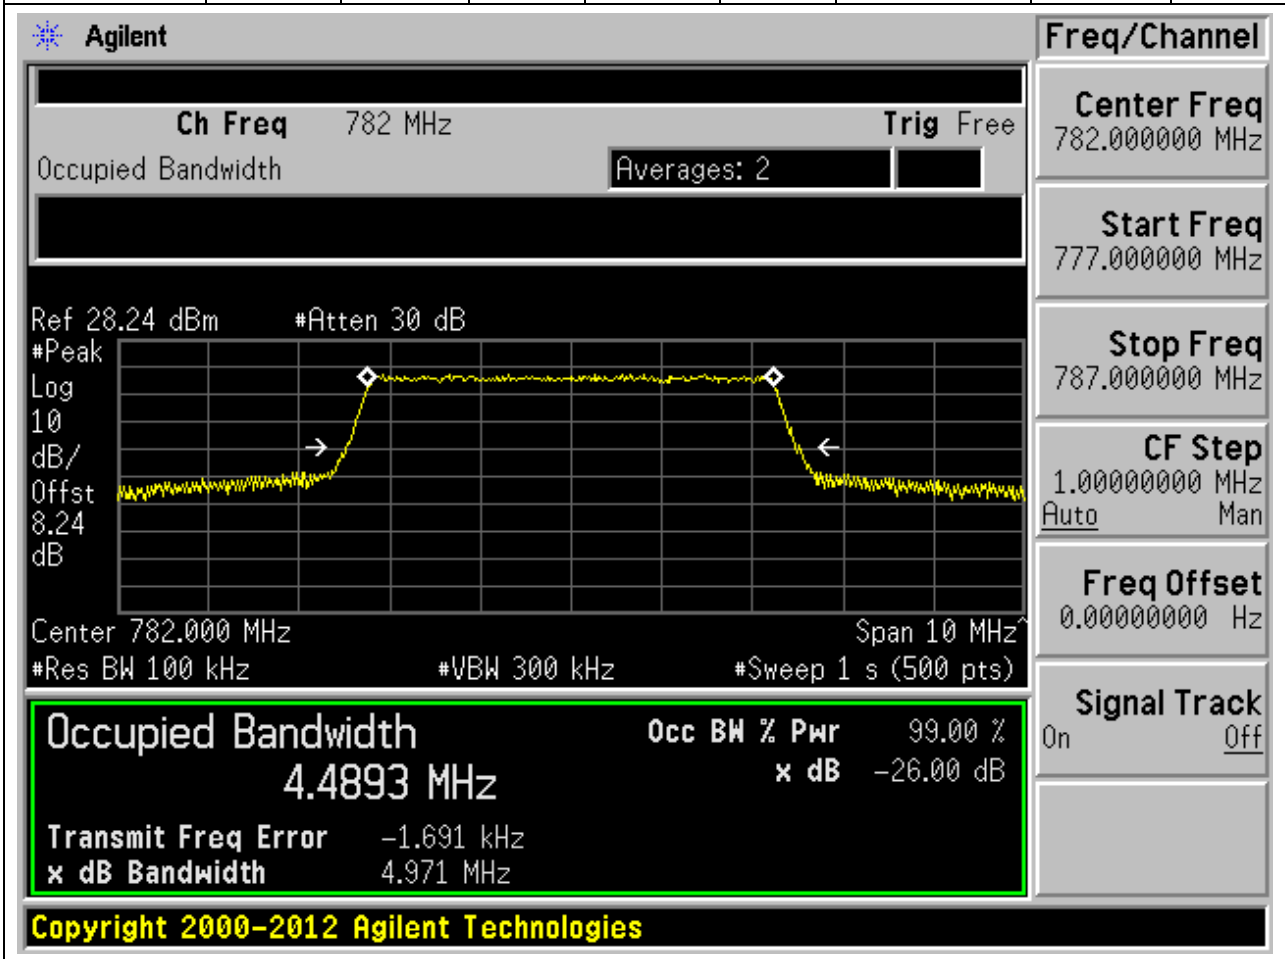 Agilent
Freq/Channel
Ch Freq 782 MHz Trig Free
Occupied Bandwidth Averages: 2
Center Freq
782.000000 MHz
Start Freq
777.000000 MHz
Stop Freq
787.000000 MHz
CF Step
1.00000000 MHz
Auto Man
Freq Offset
0.00000000 Hz
Signal Track
On Off
Ref 28.24 dBm #Atten 30 dB
#Peak
Log
10
dB/
Offst
8.24
dB
Center 782.000 MHz Span 10 MHz^
#Res BW 100 kHz #VBW 300 kHz #Sweep 1 s (500 pts)
Occupied Bandwidth
4.4893 MHz
Occ BW % Pwr 99.00 %
x dB -26.00 dB
Transmit Freq Error -1.691 kHz
x dB Bandwidth 4.971 MHz
Copyright 2000-2012 Agilent Technologies